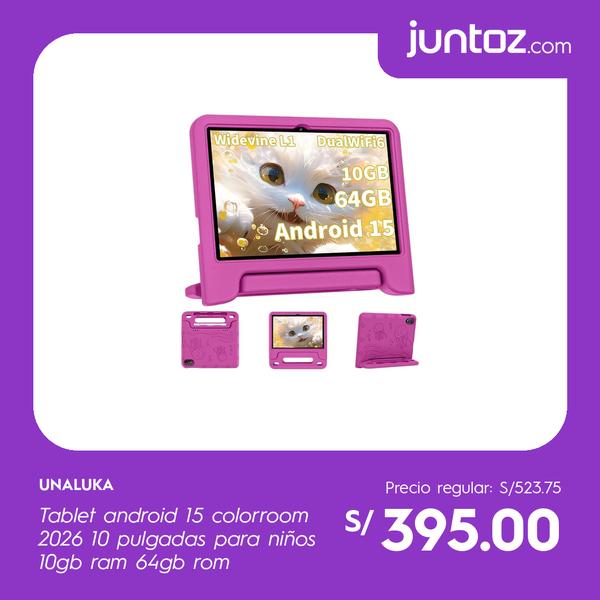 juntoz.com
Widevine L1 DualWiFi6
10GB
64GB
Android 15
UNALUKA
Tablet android 15 colorroom
2026 10 pulgadas para niños
10gb ram 64gb rom
Precio regular: S/523.75
S/ 395.00